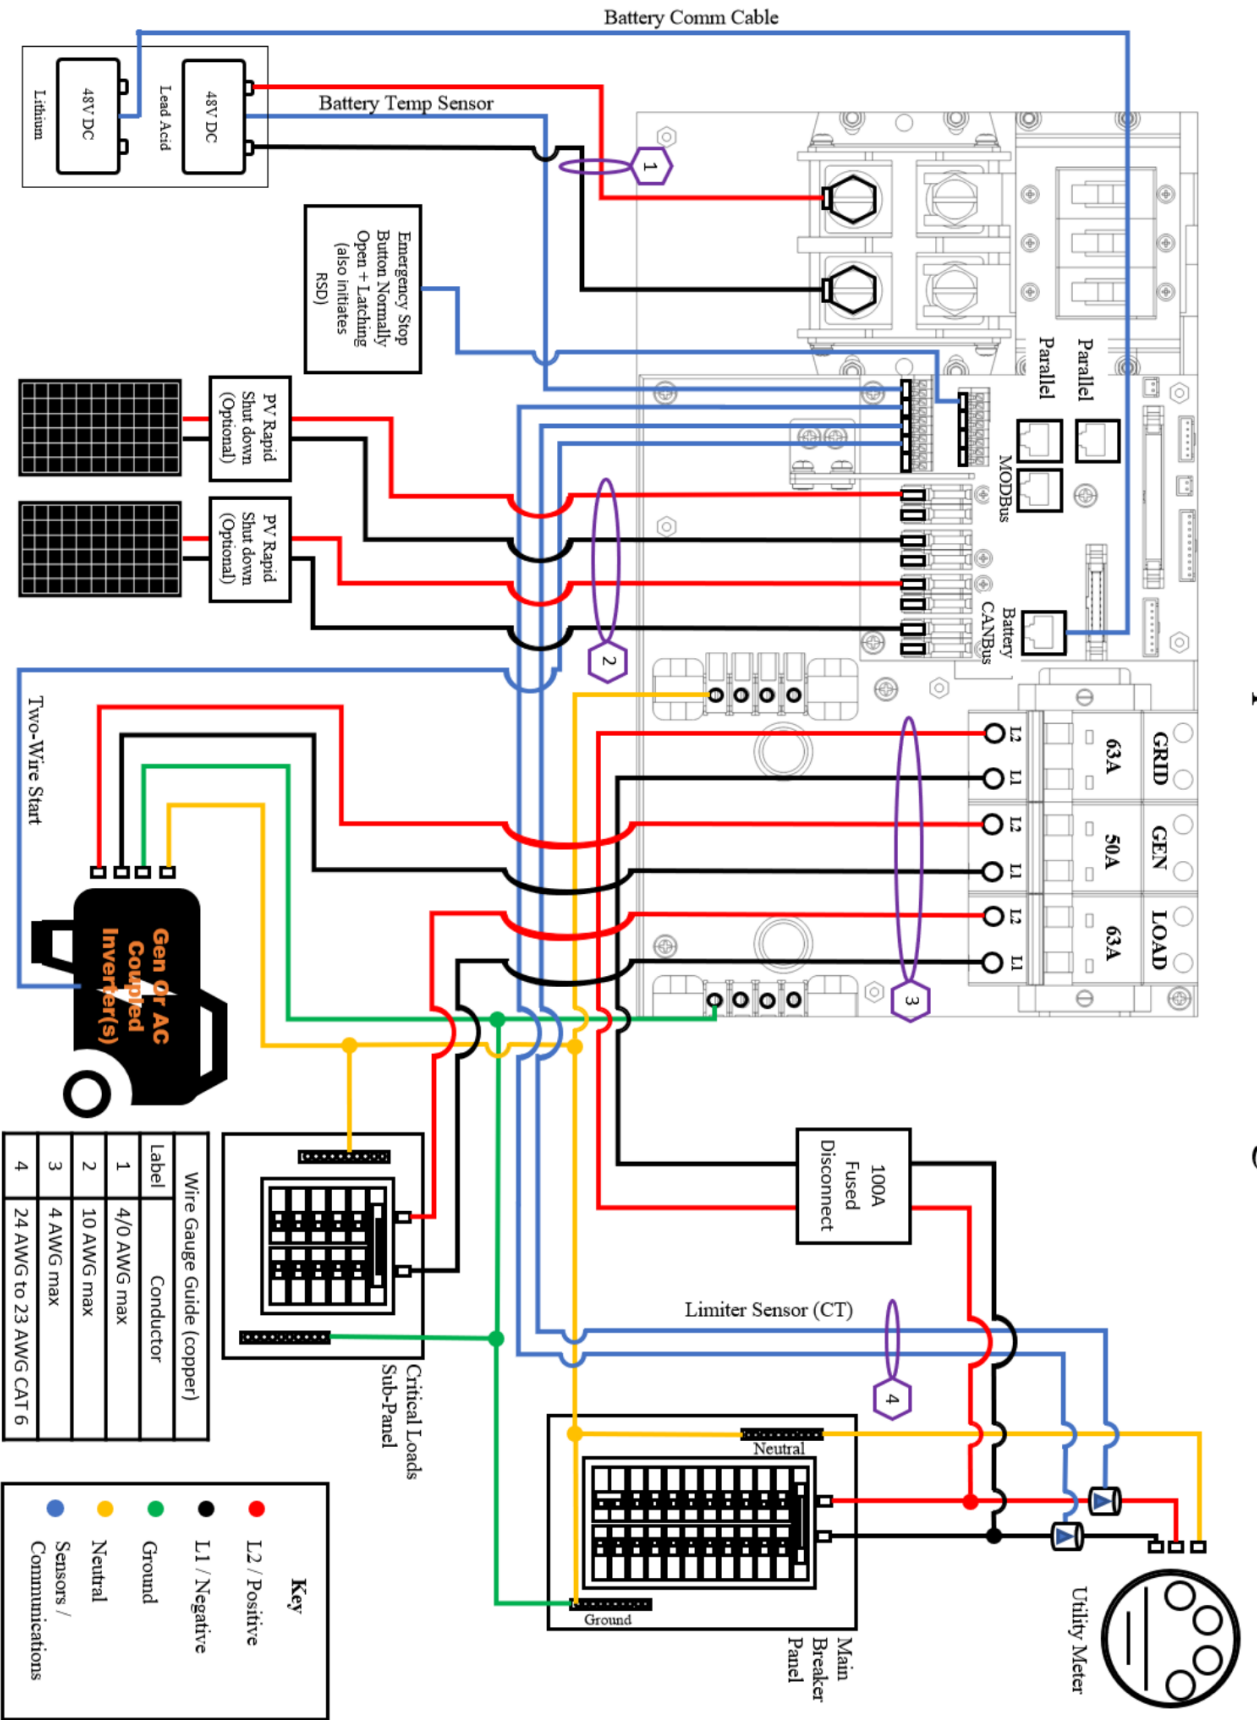 Battery Comm Cable
Battery Temp Sensor
48V DC
Lithium
48V DC
Lead Acid
1
Emergency Stop
Button Normally
Open + Latching
(also initiates
RSD)
Parallel
Parallel
MODBus
Battery
CANBus
PV Rapid
Shut down
(Optional)
PV Rapid
Shut down
(Optional)
2
Two-Wire Start
Gen Or AC
Coupled
Inverter(s)
GRID
63A
L2
L1
GEN
50A
L2
L1
LOAD
63A
L2
L1
3
100A
Fused
Disconnect
Limiter Sensor (CT)
4
Critical Loads
Sub-Panel
Neutral
Ground
Main
Breaker
Panel
Utility Meter
Wire Gauge Guide (copper)
Label Conductor
1 4/0 AWG max
2 10 AWG max
3 4 AWG max
4 24 AWG to 23 AWG CAT 6
Key
L2 / Positive
L1 / Negative
Ground
Neutral
Sensors /
Communications